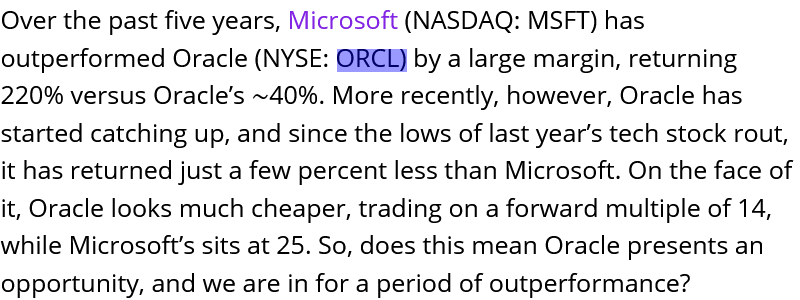 Over the past five years, Microsoft (NASDAQ: MSFT) has
outperformed Oracle (NYSE: ORCL) by a large margin, returning
220% versus Oracle’s ~40%. More recently, however, Oracle has
started catching up, and since the lows of last year’s tech stock rout,
it has returned just a few percent less than Microsoft. On the face of
it, Oracle looks much cheaper, trading on a forward multiple of 14,
while Microsoft’s sits at 25. So, does this mean Oracle presents an
opportunity, and we are in for a period of outperformance?